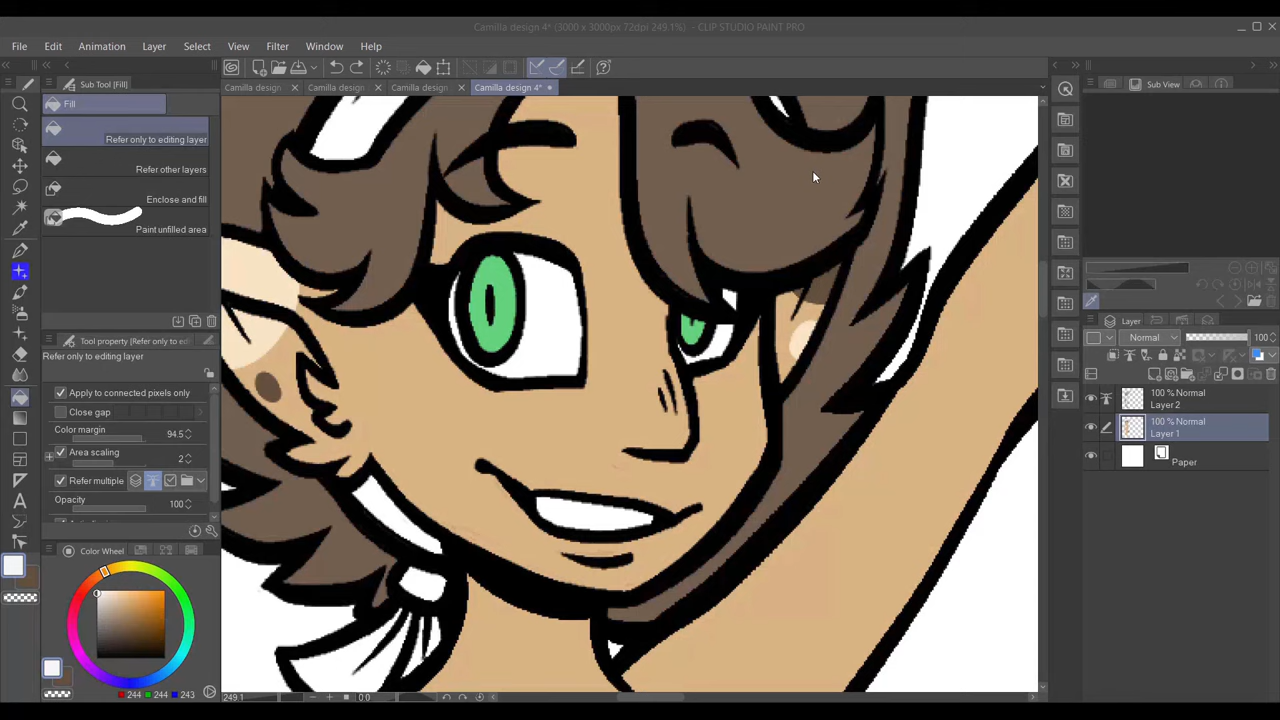 Camilla design 4* (3000 x 3000px 72dpi 249.1%) - CLIP STUDIO PAINT PRO
File Edit Animation Layer Select View Filter Window Help
Sub Tool [Fill]
Camilla design Camilla design Camilla design Camilla design 4*
Sub View
Fill
Refer only to editing layer
Refer other layers
Enclose and fill
Paint unfilled area
Tool property [Refer only to ed
Refer only to editing layer
Apply to connected pixels only
Close gap
Color margin 94.5
Area scaling 2
Refer multiple
Opacity 100
Color Wheel
244 244 243
249.1 0.0
Layer
Normal 100
100 % Normal
Layer 2
100 % Normal
Layer 1
Paper